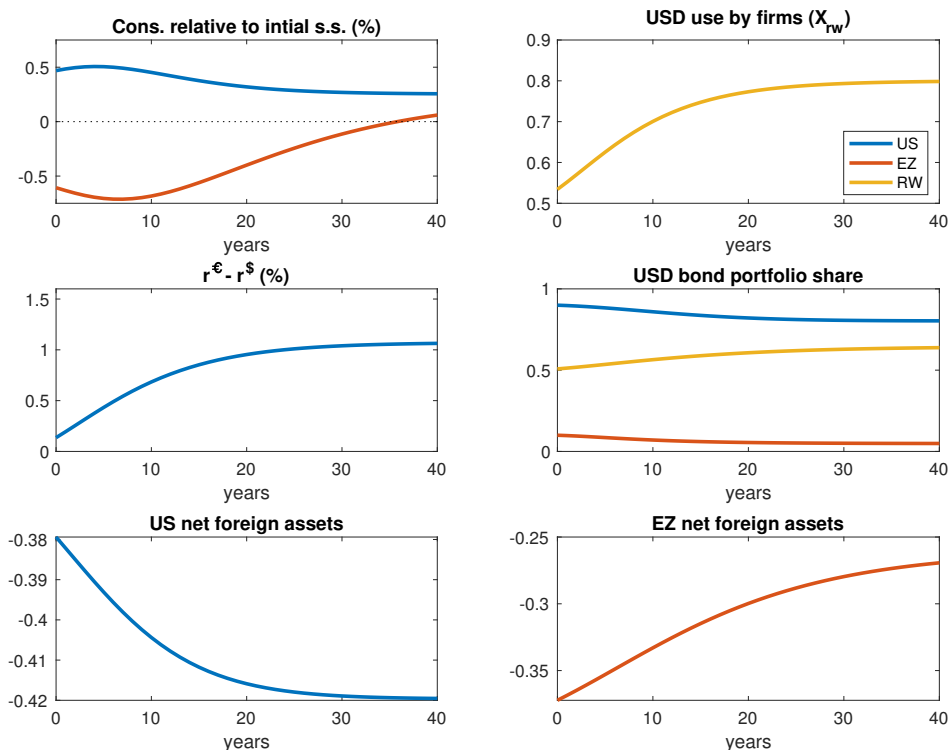 Cons. relative to intial s.s. (%)
0.5
0
-0.5
0 10 20 30 40
years
USD use by firms (X_rw)
0.9
0.8
0.7
0.6
0.5
US
EZ
RW
0 10 20 30 40
years
r^€ - r^$ (%)
1.5
1
0.5
0
0 10 20 30 40
years
USD bond portfolio share
1
0.5
0
0 10 20 30 40
years
US net foreign assets
-0.38
-0.39
-0.4
-0.41
-0.42
0 10 20 30 40
years
EZ net foreign assets
-0.25
-0.3
-0.35
0 10 20 30 40
years